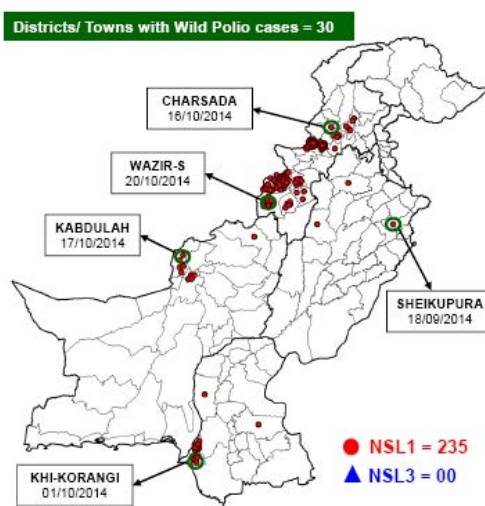 Districts/ Towns with Wild Polio cases = 30
CHARSADA
16/10/2014
WAZIR-S
20/10/2014
KABDULAH
17/10/2014
SHEIKUPURA
18/09/2014
NSL1 = 235
NSL3 = 00
KHI-KORANGI
01/10/2014